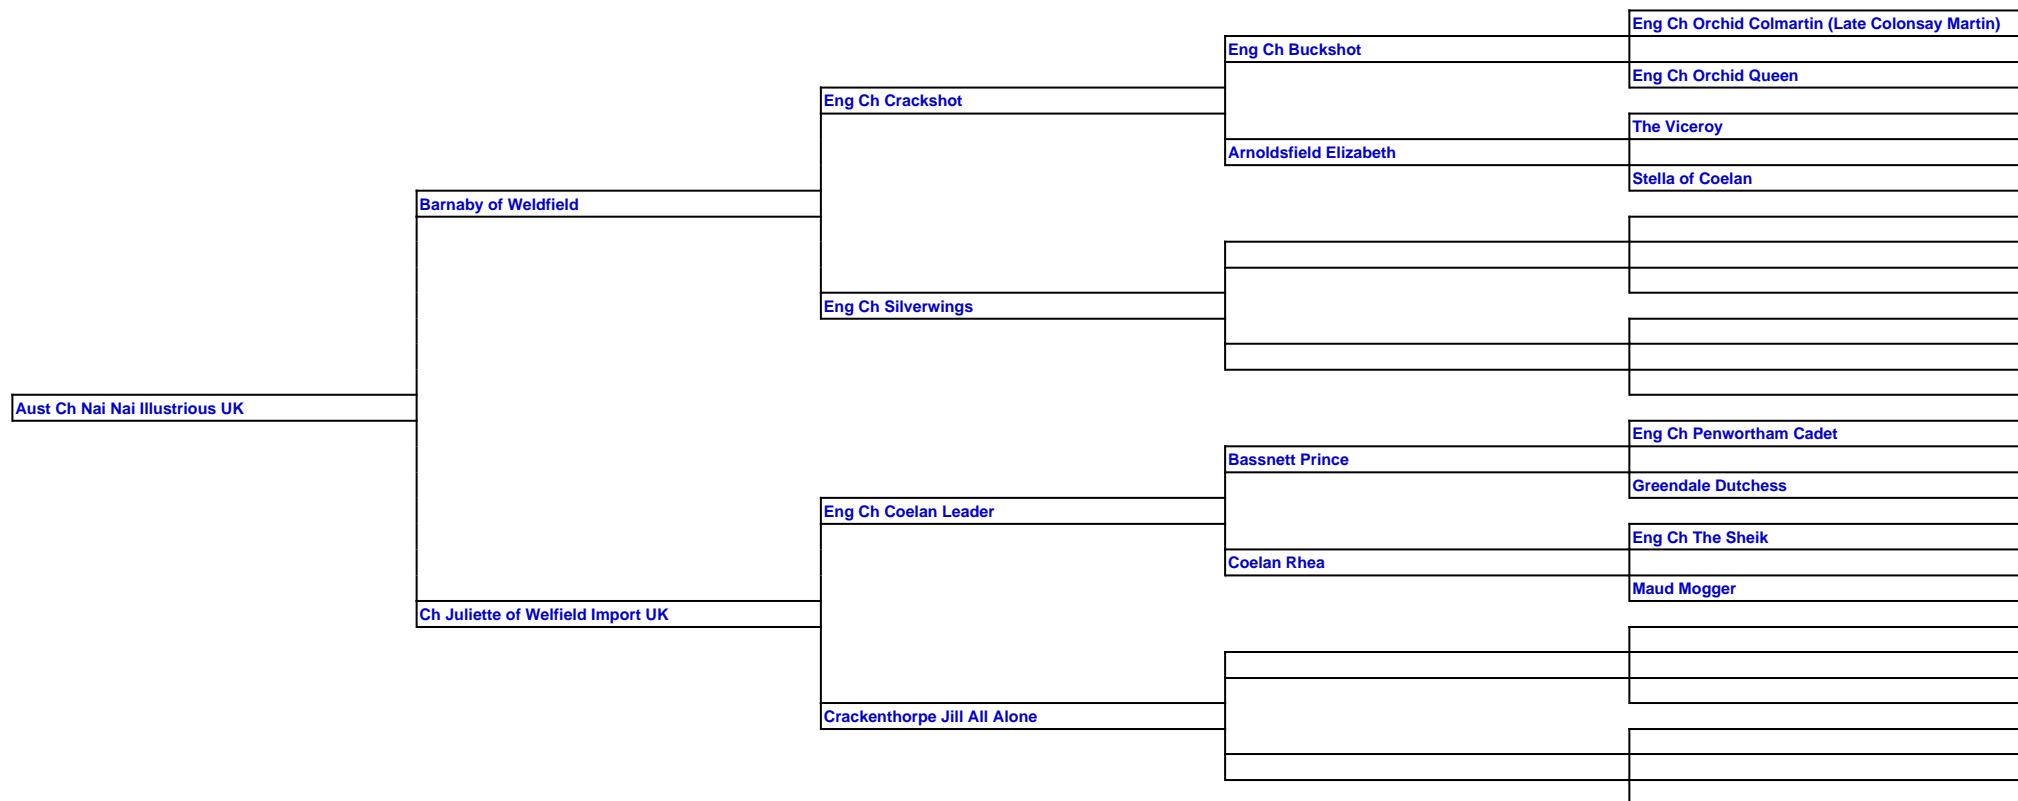 Eng Ch Orchid Colmartin (Late Colonsay Martin)
Eng Ch Buckshot
Eng Ch Orchid Queen
Eng Ch Crackshot
The Viceroy
Arnoldsfield Elizabeth
Stella of Coelan
Barnaby of Weldfield
Eng Ch Silverwings
Aust Ch Nai Nai Illustrious UK
Eng Ch Penwortham Cadet
Bassnett Prince
Greendale Dutchess
Eng Ch Coelan Leader
Eng Ch The Sheik
Coelan Rhea
Maud Mogger
Ch Juliette of Welfield Import UK
Crackenthorpe Jill All Alone